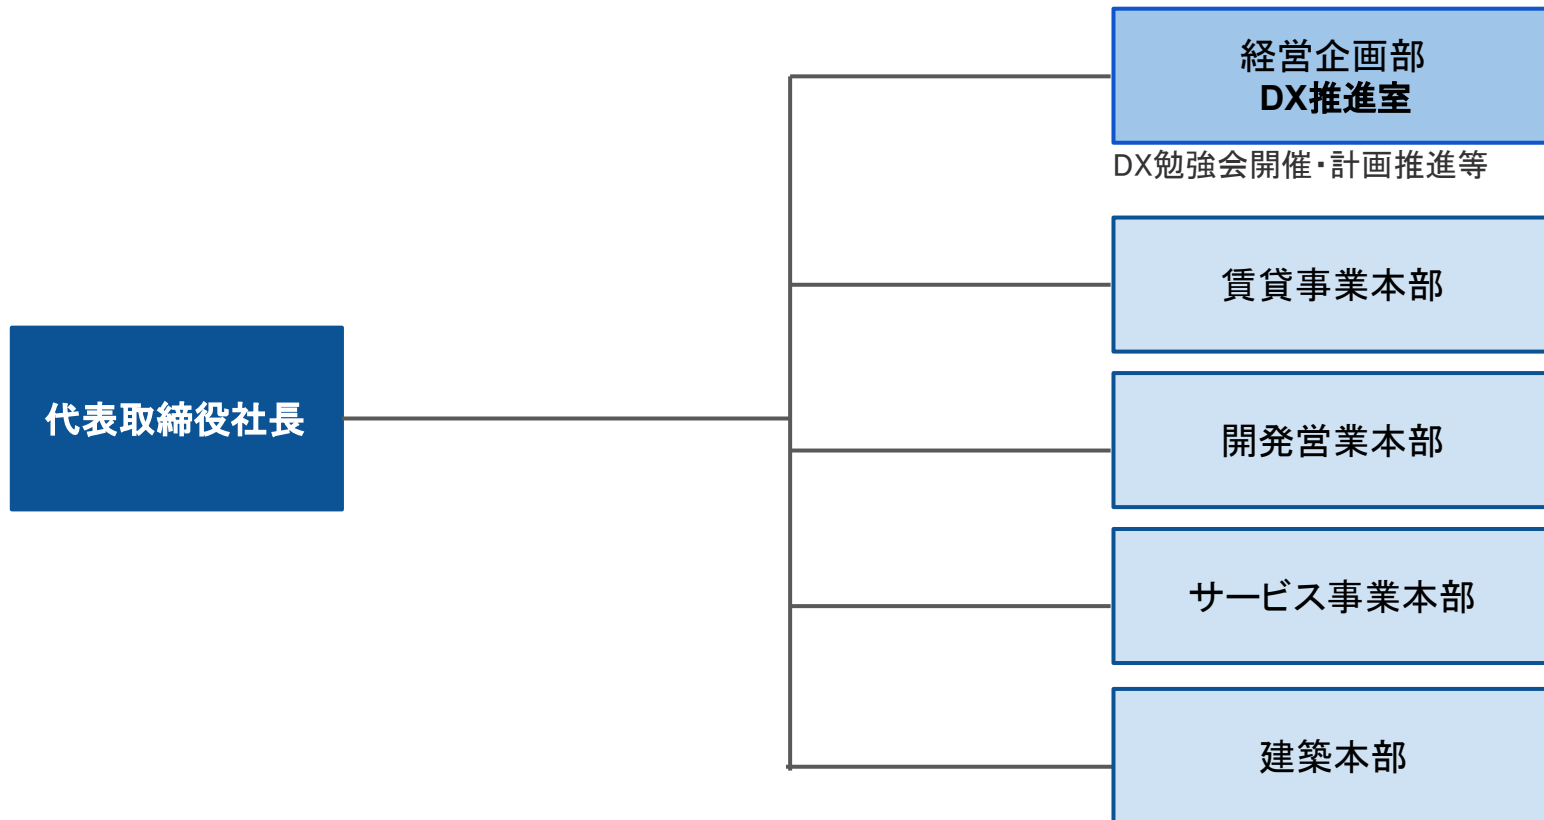 経営企画部
DX推進室
DX勉強会開催・計画推進等
賃貸事業本部
代表取締役社長
開発営業本部
サービス事業本部
建築本部